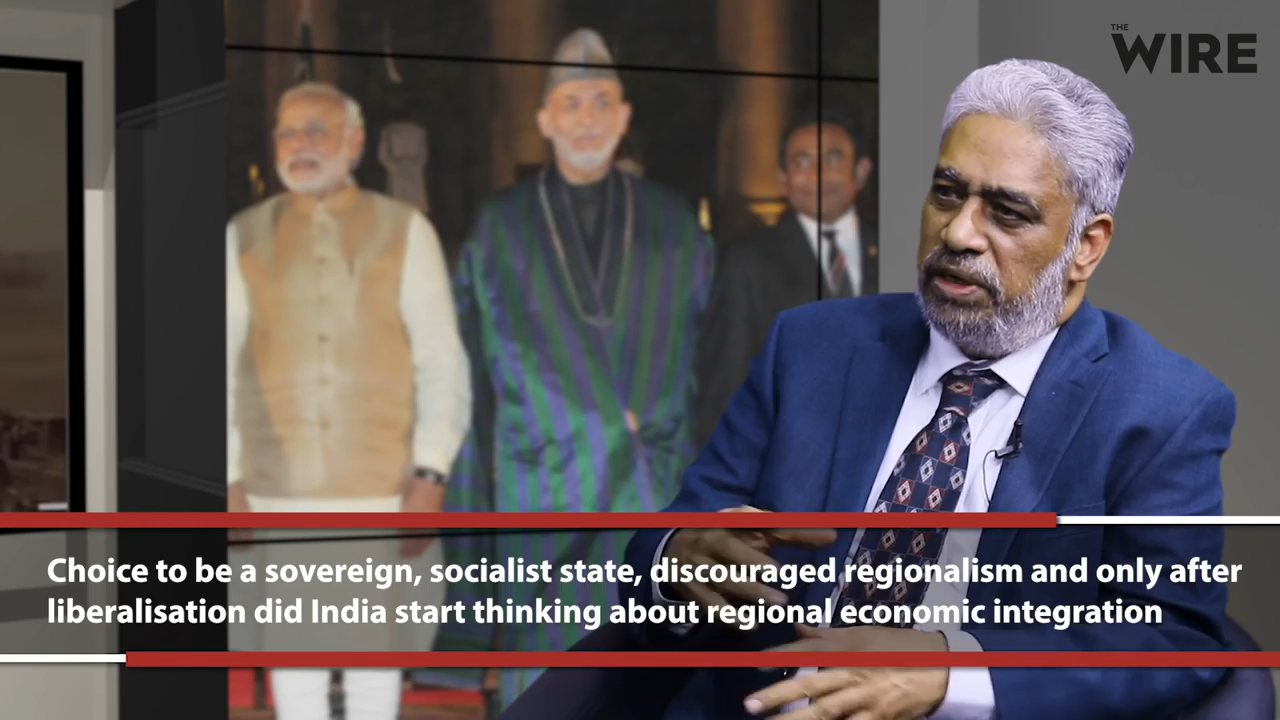 THE
WIRE
Choice to be a sovereign, socialist state, discouraged regionalism and only after
liberalisation did India start thinking about regional economic integration